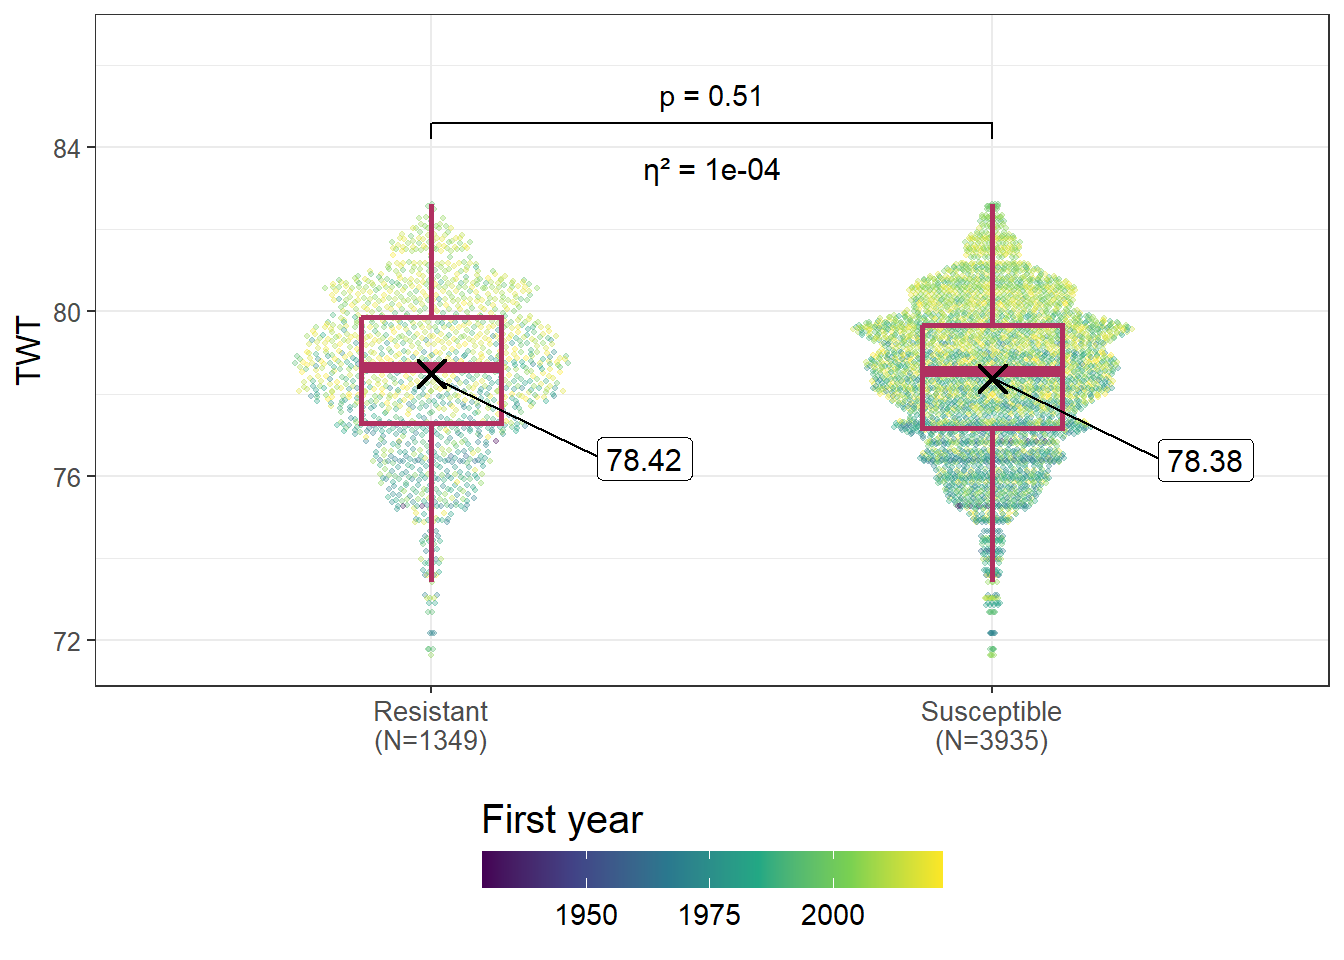 p = 0.51
η² = 1e-04
84
80
76
72
TWT
78.42
78.38
Resistant
(N=1349)
Susceptible
(N=3935)
First year
1950 1975 2000